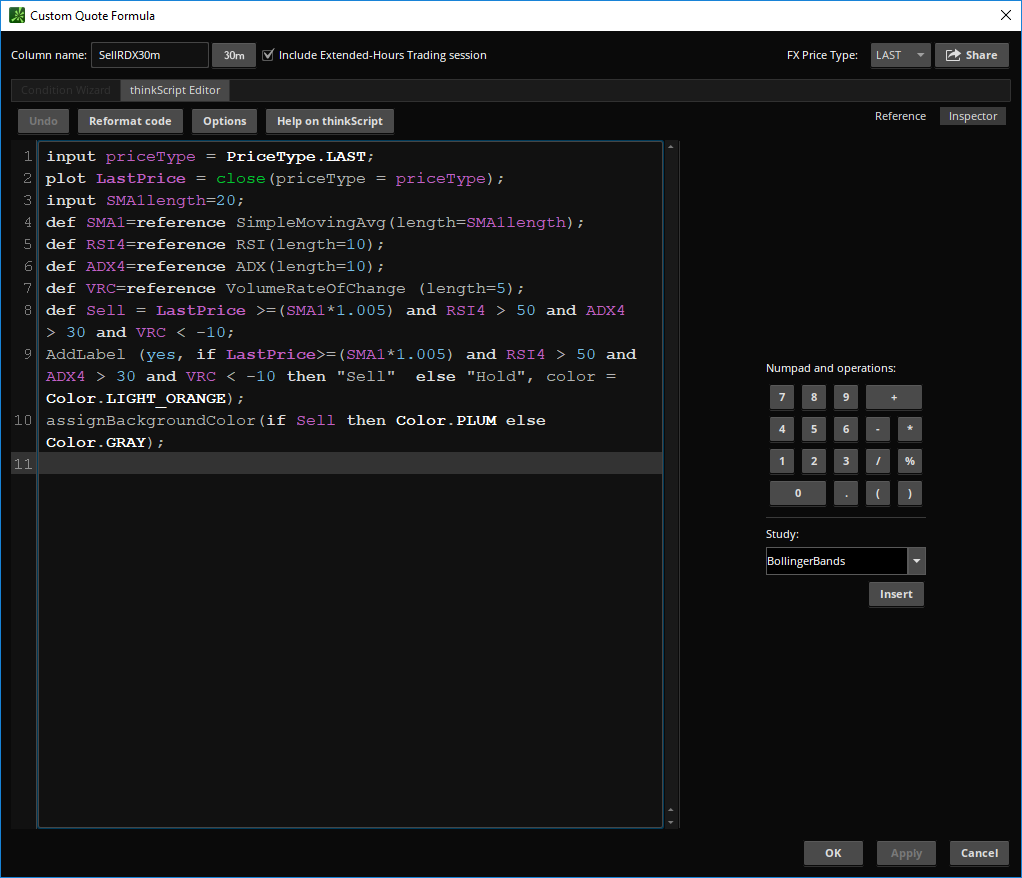 Custom Quote Formula
Column name: SellRDX30m 30m Include Extended-Hours Trading session FX Price Type: LAST Share
Condition Wizard thinkScript Editor
Undo Reformat code Options Help on thinkScript Reference Inspector
1 input priceType = PriceType.LAST;
2 plot LastPrice = close(priceType = priceType);
3 input SMA1length=20;
4 def SMA1=reference SimpleMovingAvg(length=SMA1length);
5 def RSI4=reference RSI(length=10);
6 def ADX4=reference ADX(length=10);
7 def VRC=reference VolumeRateOfChange (length=5);
8 def Sell = LastPrice >=(SMA1*1.005) and RSI4 > 50 and ADX4
> 30 and VRC < -10;
9 AddLabel (yes, if LastPrice>=(SMA1*1.005) and RSI4 > 50 and
ADX4 > 30 and VRC < -10 then "Sell"  else "Hold", color =
Color.LIGHT_ORANGE);
10 assignBackgroundColor(if Sell then Color.PLUM else
Color.GRAY);
11
Numpad and operations:
7 8 9 +
4 5 6 - *
1 2 3 / %
0 . ( )
Study:
BollingerBands
Insert
OK Apply Cancel